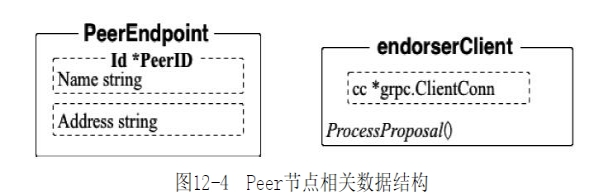 PeerEndpoint
Id *PeerID
Name string
Address string
endorserClient
cc *grpc.ClientConn
ProcessProposal()
图12-4 Peer节点相关数据结构